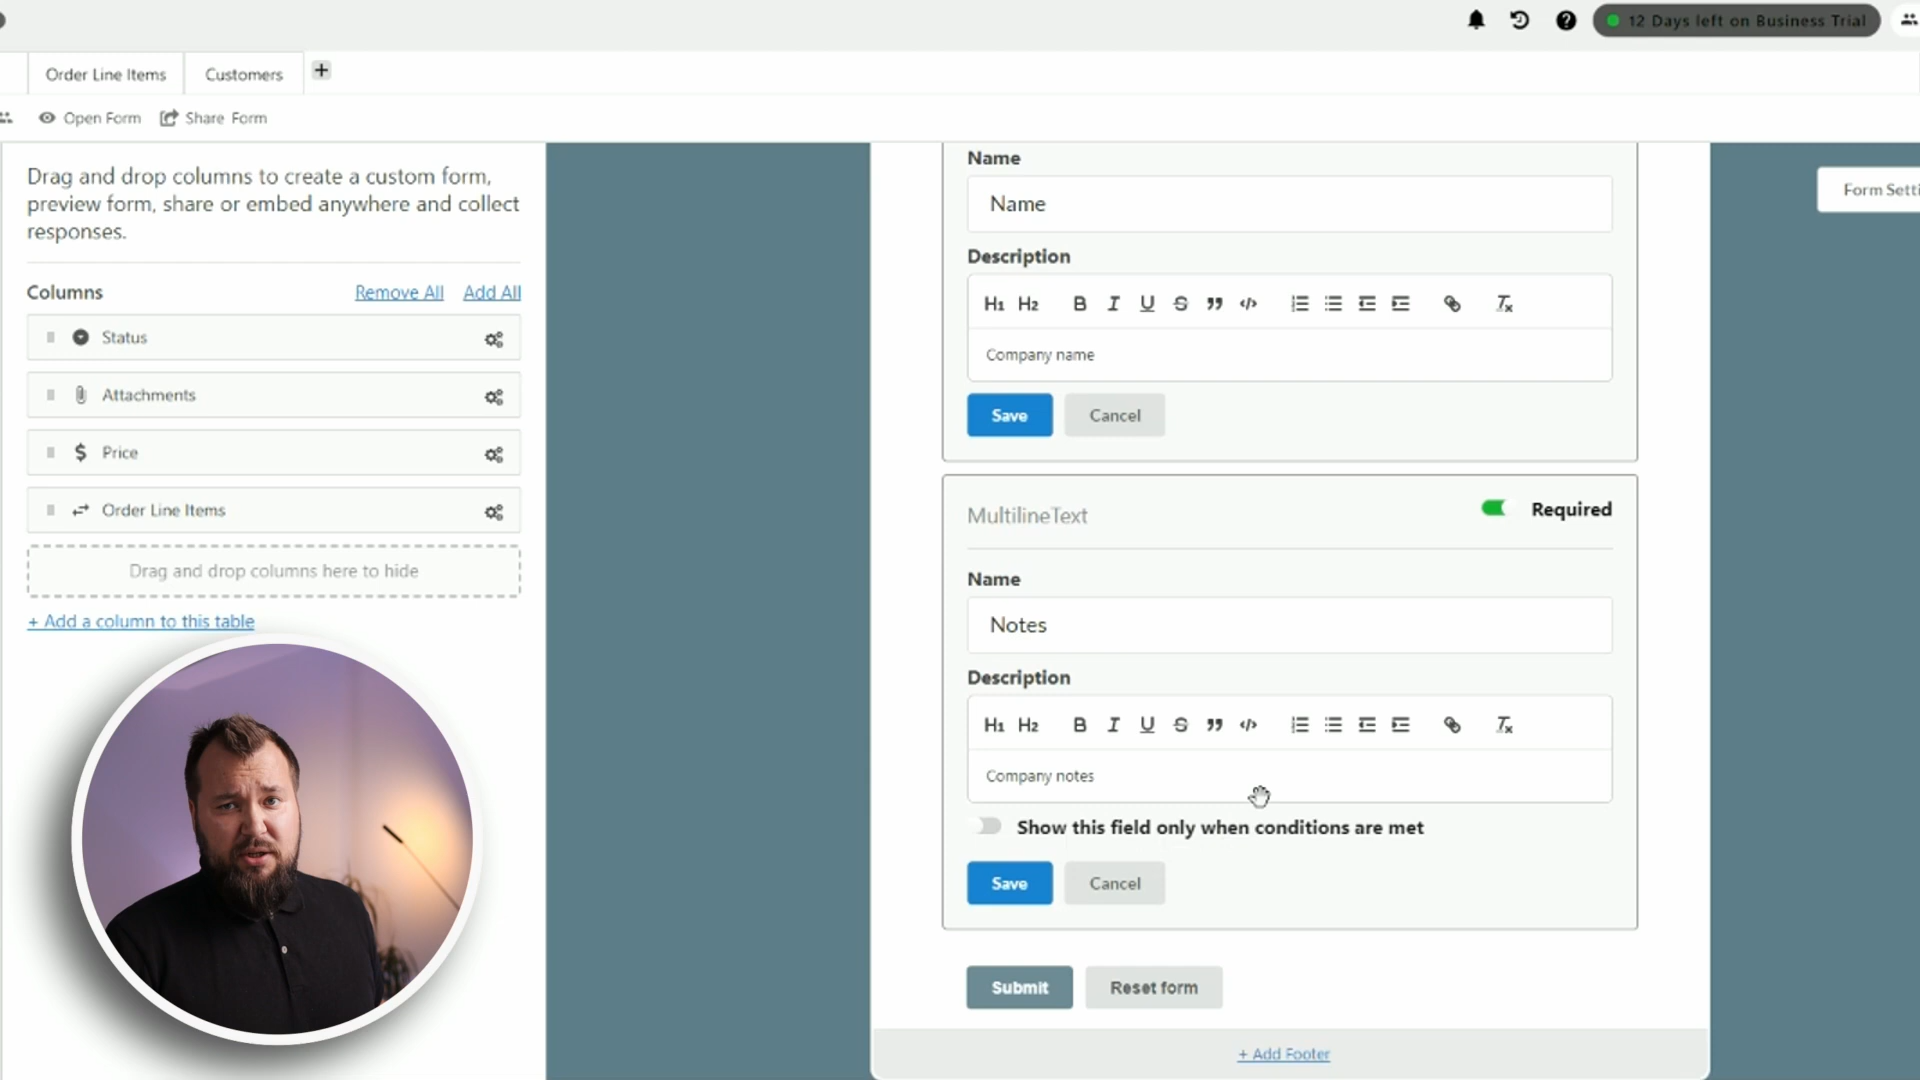 12 Days left on Business Trial
Order Line Items
Customers
+
Open Form
Share Form
Drag and drop columns to create a custom form,
preview form, share or embed anywhere and collect
responses.
Columns
Remove All
Add All
Status
Attachments
Price
Order Line Items
Drag and drop columns here to hide
+ Add a column to this table
Name
Name
Description
H1 H2 B I U S
Company name
Save
Cancel
MultilineText
Required
Name
Notes
Description
H1 H2 B I U S
Company notes
Show this field only when conditions are met
Save
Cancel
Submit
Reset form
+ Add Footer
Form Setti